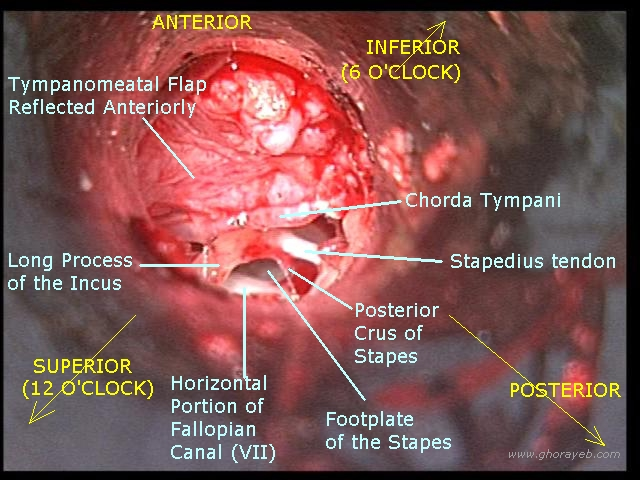 ANTERIOR
INFERIOR
(6 O'CLOCK)
Tympanomeatal Flap
Reflected Anteriorly
Chorda Tympani
Long Process
of the Incus
Stapedius tendon
Posterior
Crus of
Stapes
SUPERIOR
(12 O'CLOCK)
Horizontal
Portion of
Fallopian
Canal (VII)
Footplate
of the Stapes
POSTERIOR
www.ghorayeb.com